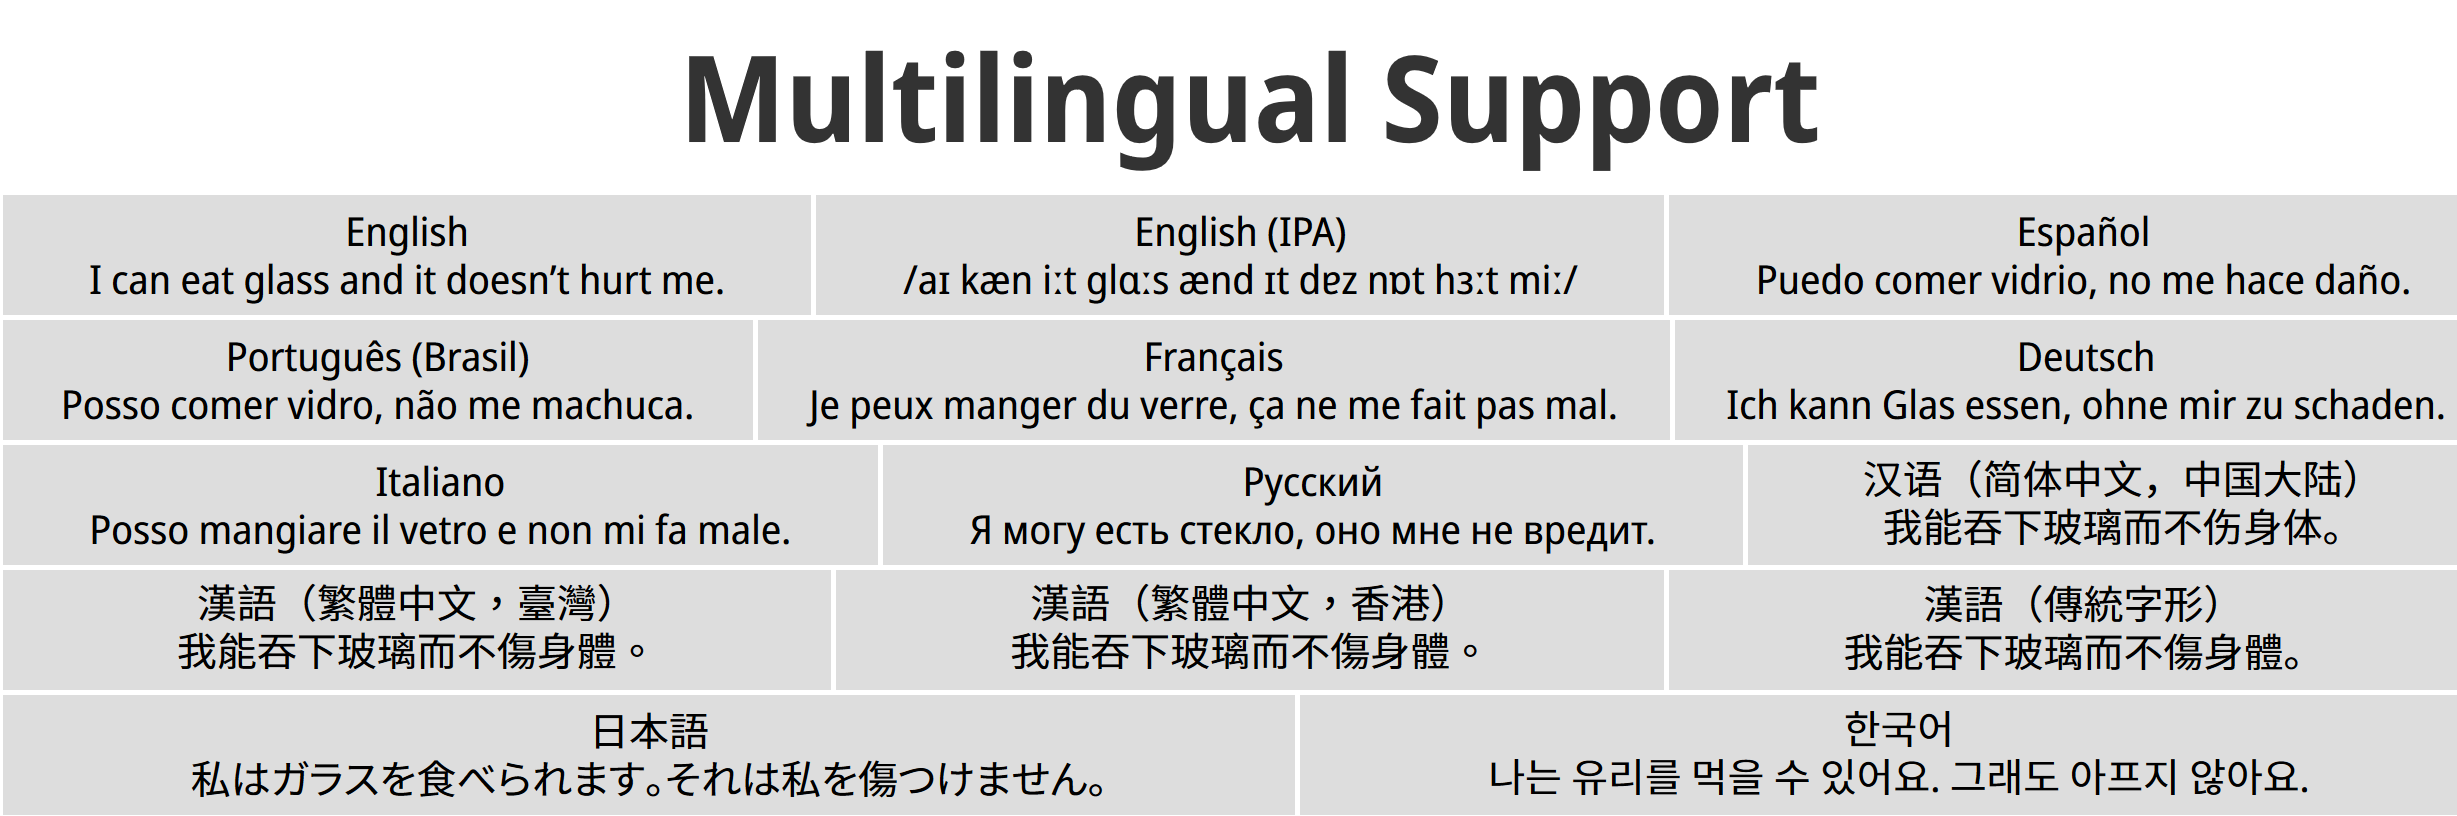 Multilingual Support
English
I can eat glass and it doesn’t hurt me.
English (IPA)
/aɪ kæn iːt ɡlɑːs ænd ɪt dɐz nɒt hɜːt miː/
Español
Puedo comer vidrio, no me hace daño.
Português (Brasil)
Posso comer vidro, não me machuca.
Français
Je peux manger du verre, ça ne me fait pas mal.
Deutsch
Ich kann Glas essen, ohne mir zu schaden.
Italiano
Posso mangiare il vetro e non mi fa male.
Русский
Я могу есть стекло, оно мне не вредит.
汉语（简体中文，中国大陆）
我能吞下玻璃而不伤身体。
漢語（繁體中文，臺灣）
我能吞下玻璃而不傷身體。
漢語（繁體中文，香港）
我能吞下玻璃而不傷身體。
漢語（傳統字形）
我能吞下玻璃而不傷身體。
日本語
私はガラスを食べられます。それは私を傷つけません。
한국어
나는 유리를 먹을 수 있어요. 그래도 아프지 않아요.